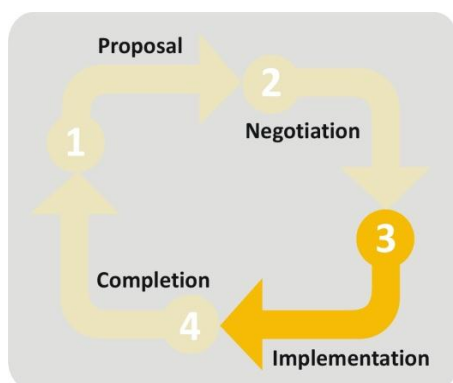 Proposal
1
2
Negotiation
3
Completion
4
Implementation